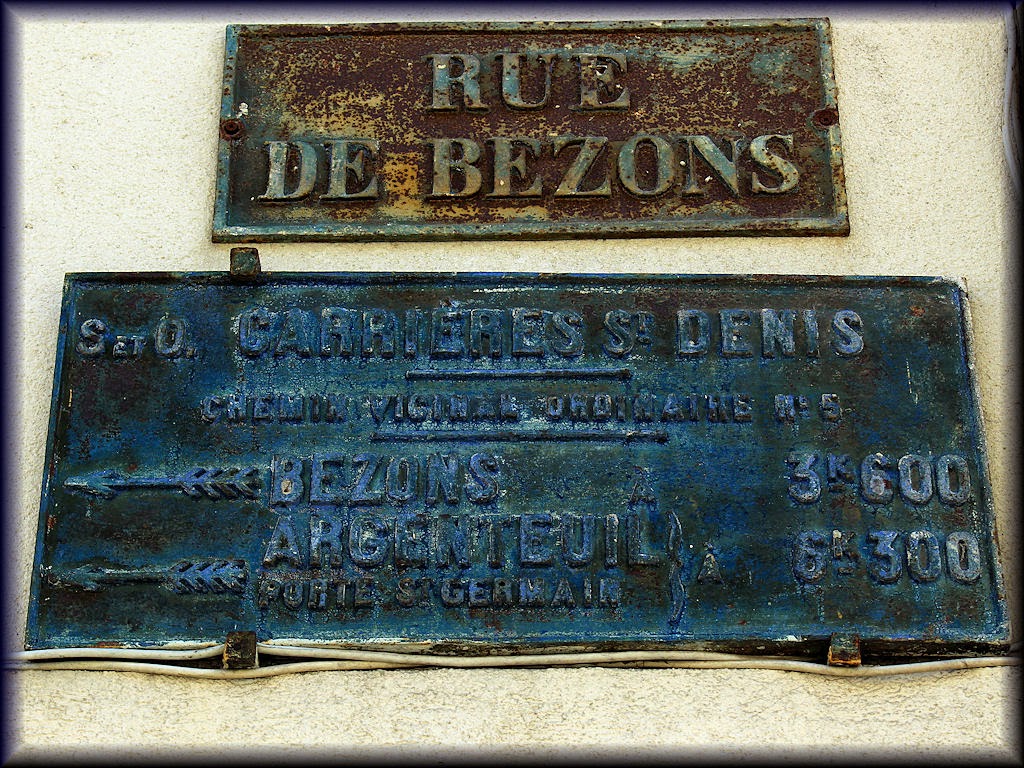 RUE
DE BEZONS
S. ET O. CARRIÈRES ST. DENIS
CHEMIN VICINAL ORDINAIRE N° 5
BEZONS À 3K600
ARGENTEUIL À 6K300
PORTE ST GERMAIN